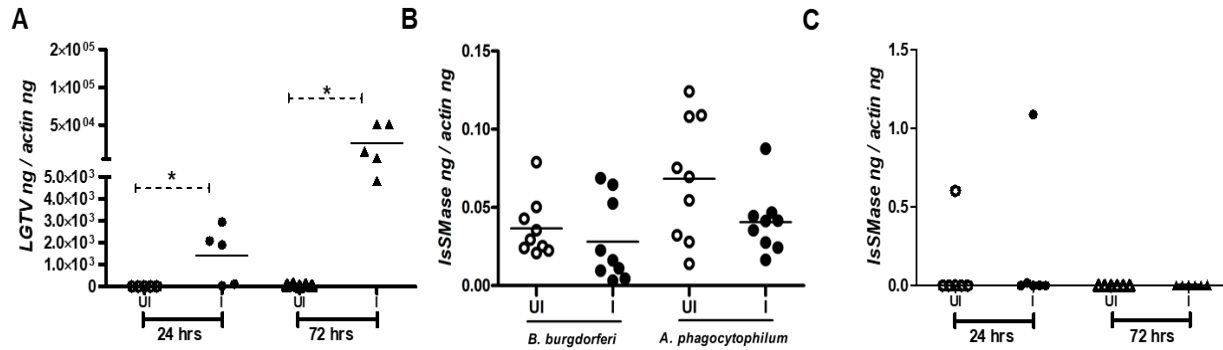 A
LGTV ng / actin ng
2×10⁰⁵
1×10⁰⁵
5×10⁰⁴
5.0×10³
4.0×10³
3.0×10³
2.0×10³
1.0×10³
0
*
*
UI I UI I
24 hrs 72 hrs
B
IsSMase ng / actin ng
0.15
0.10
0.05
0.00
UI I UI I
B. burgdorferi A. phagocytophilum
C
IsSMase ng / actin ng
1.5
1.0
0.5
0.0
UI I UI I
24 hrs 72 hrs